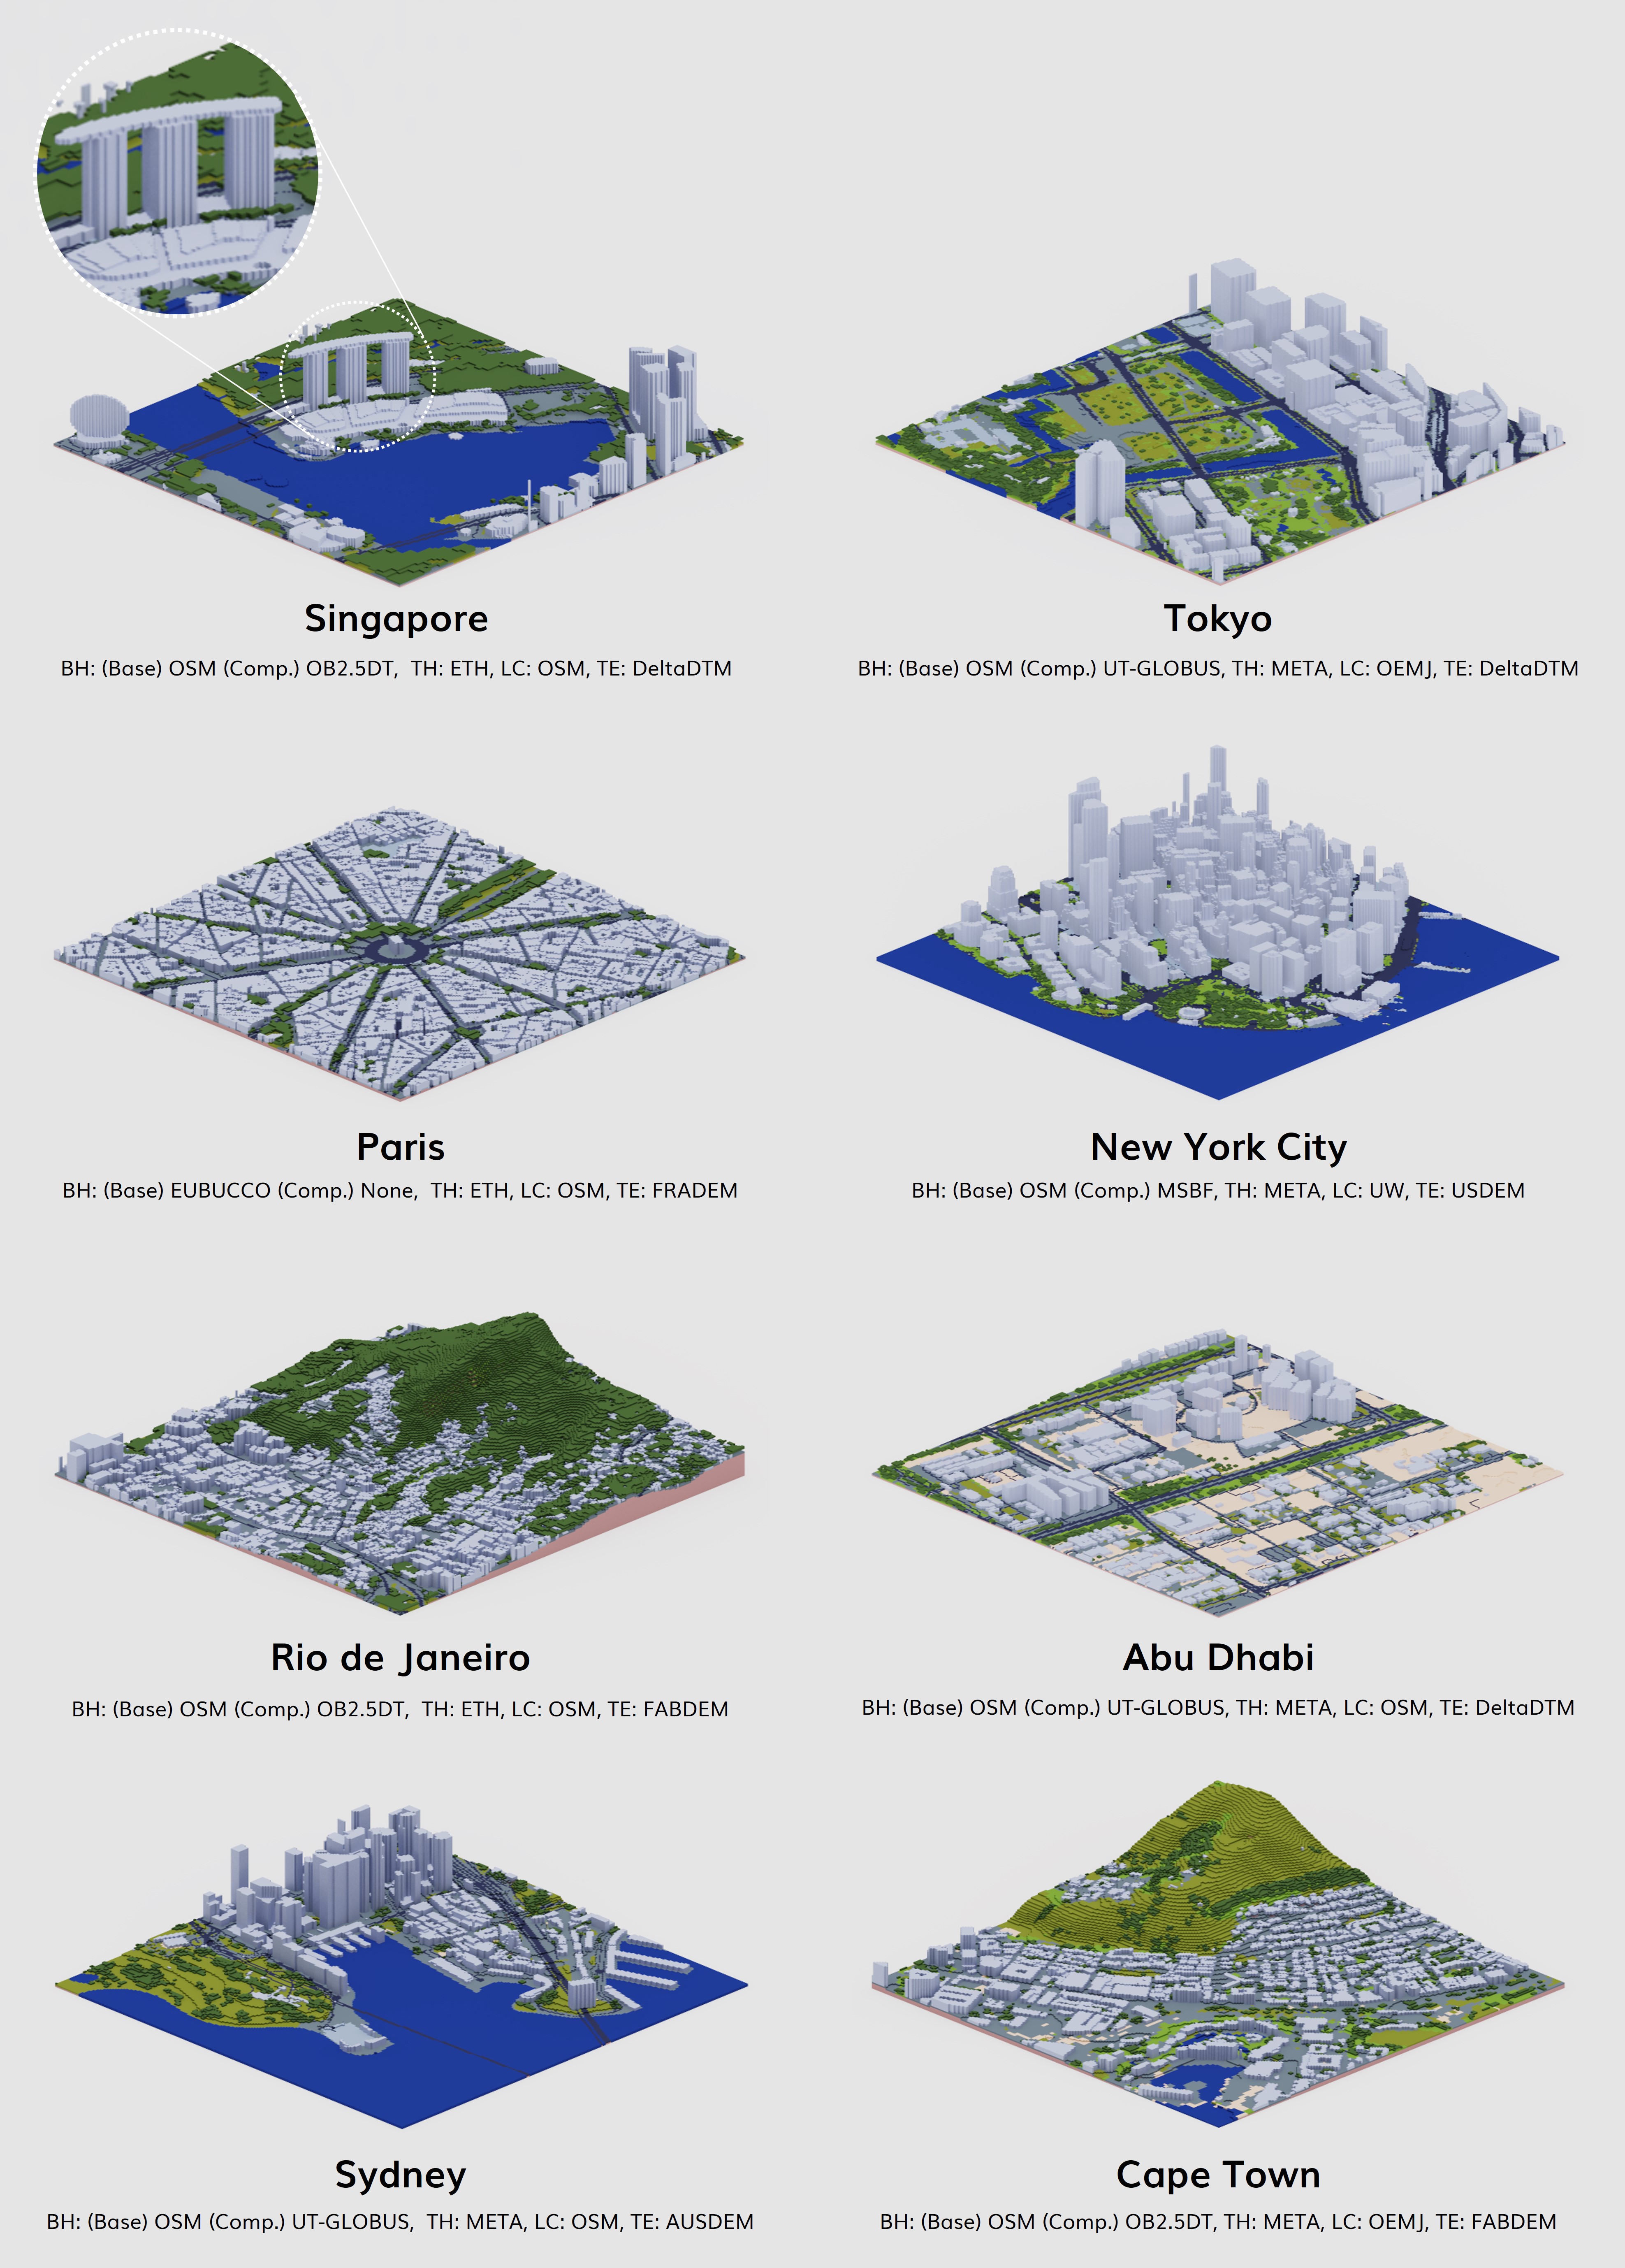 Singapore
BH: (Base) OSM (Comp.) OB2.5DT, TH: ETH, LC: OSM, TE: DeltaDTM
Tokyo
BH: (Base) OSM (Comp.) UT-GLOBUS, TH: META, LC: OEMJ, TE: DeltaDTM
Paris
BH: (Base) EUBUCCO (Comp.) None, TH: ETH, LC: OSM, TE: FRADEM
New York City
BH: (Base) OSM (Comp.) MSBF, TH: META, LC: UW, TE: USDEM
Rio de Janeiro
BH: (Base) OSM (Comp.) OB2.5DT, TH: ETH, LC: OSM, TE: FABDEM
Abu Dhabi
BH: (Base) OSM (Comp.) UT-GLOBUS, TH: META, LC: OSM, TE: DeltaDTM
Sydney
BH: (Base) OSM (Comp.) UT-GLOBUS, TH: META, LC: OSM, TE: AUSDEM
Cape Town
BH: (Base) OSM (Comp.) OB2.5DT, TH: META, LC: OEMJ, TE: FABDEM